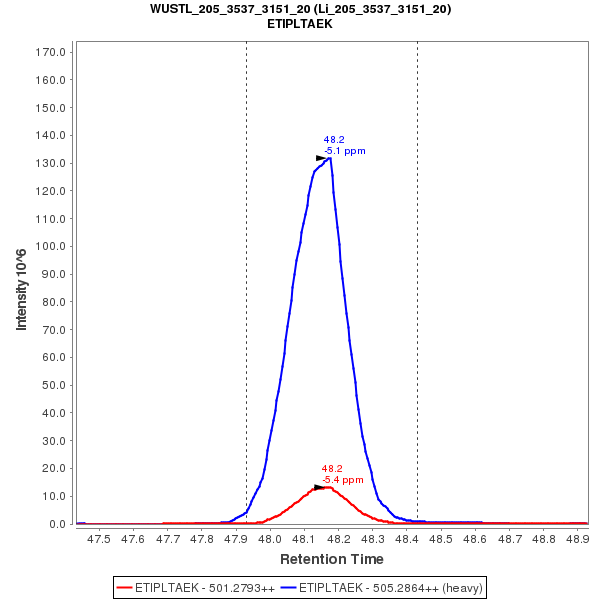 WUSTL_205_3537_3151_20 (Li_205_3537_3151_20)
ETIPLTAEK
170.0
160.0
150.0
140.0
130.0
120.0
110.0
100.0
90.0
80.0
70.0
60.0
50.0
40.0
30.0
20.0
10.0
0.0
Intensity 10^6
48.2
-5.1 ppm
48.2
-5.4 ppm
47.5 47.6 47.7 47.8 47.9 48.0 48.1 48.2 48.3 48.4 48.5 48.6 48.7 48.8 48.9
Retention Time
ETIPLTAEK - 501.2793++ ETIPLTAEK - 505.2864++ (heavy)